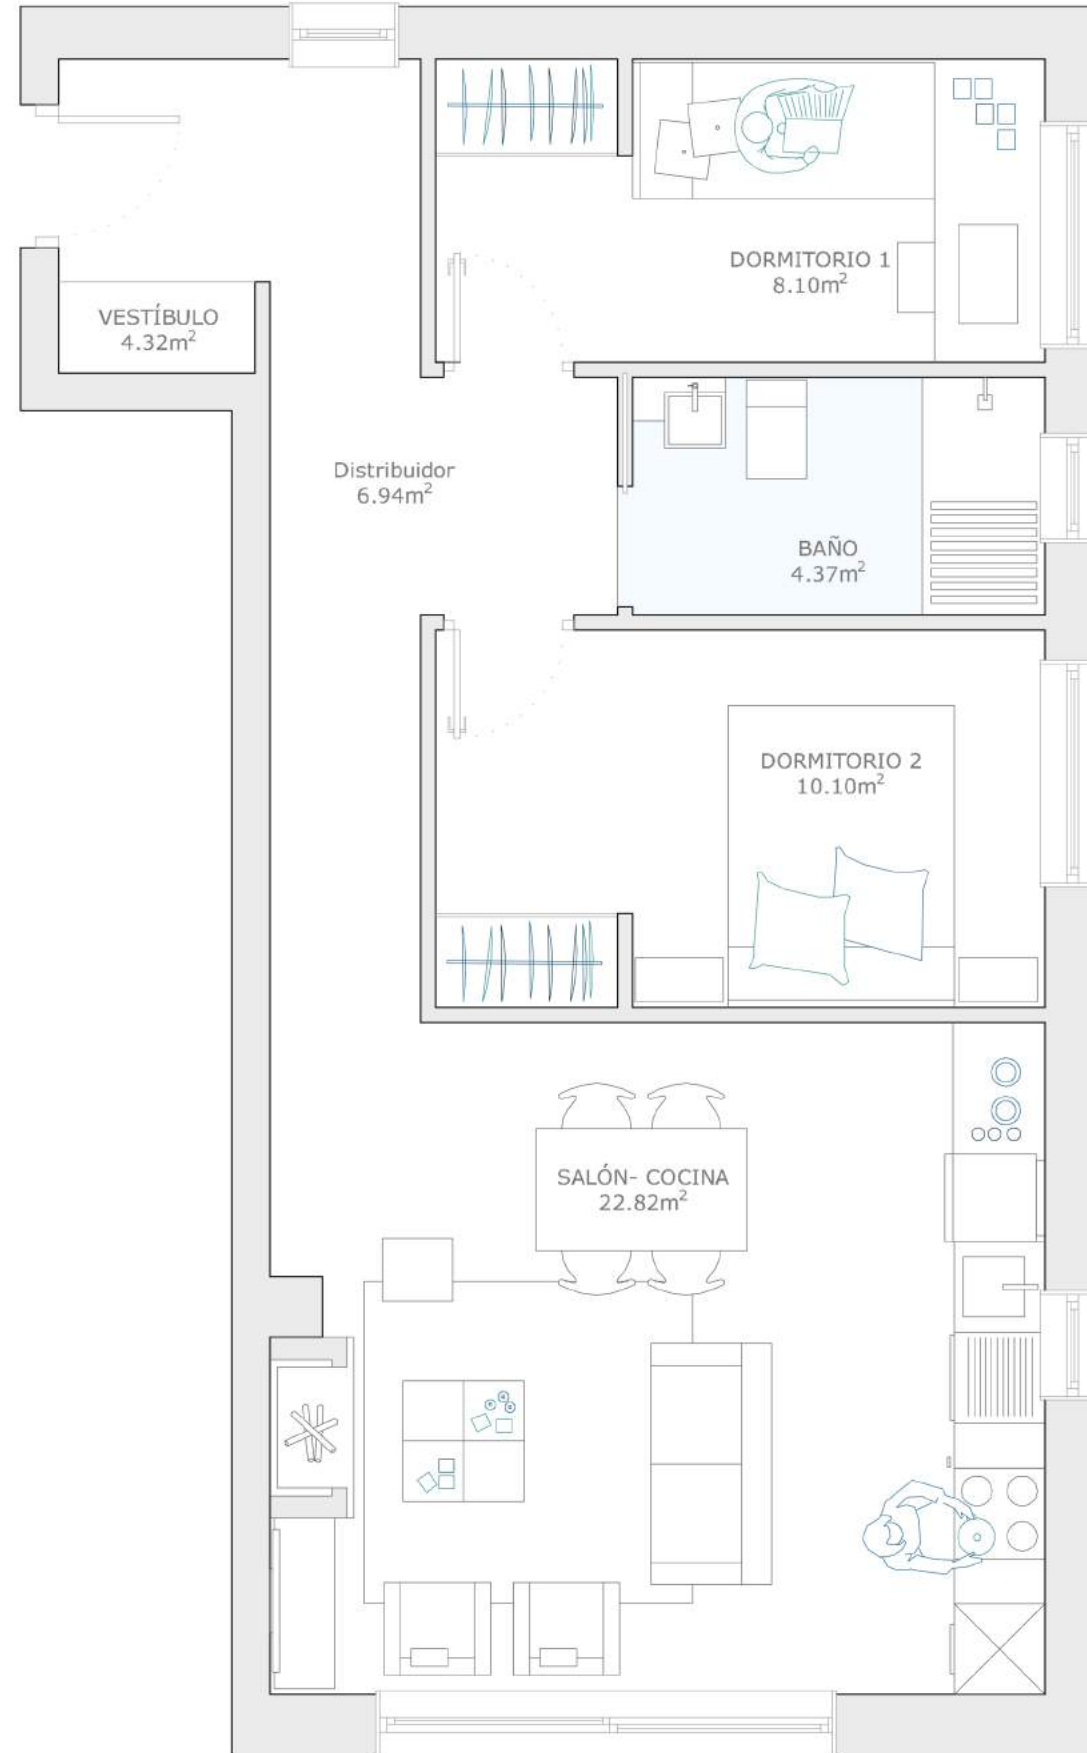 DORMITORIO 1
8.10m²
VESTÍBULO
4.32m²
Distribuidor
6.94m²
BAÑO
4.37m²
DORMITORIO 2
10.10m²
SALÓN- COCINA
22.82m²